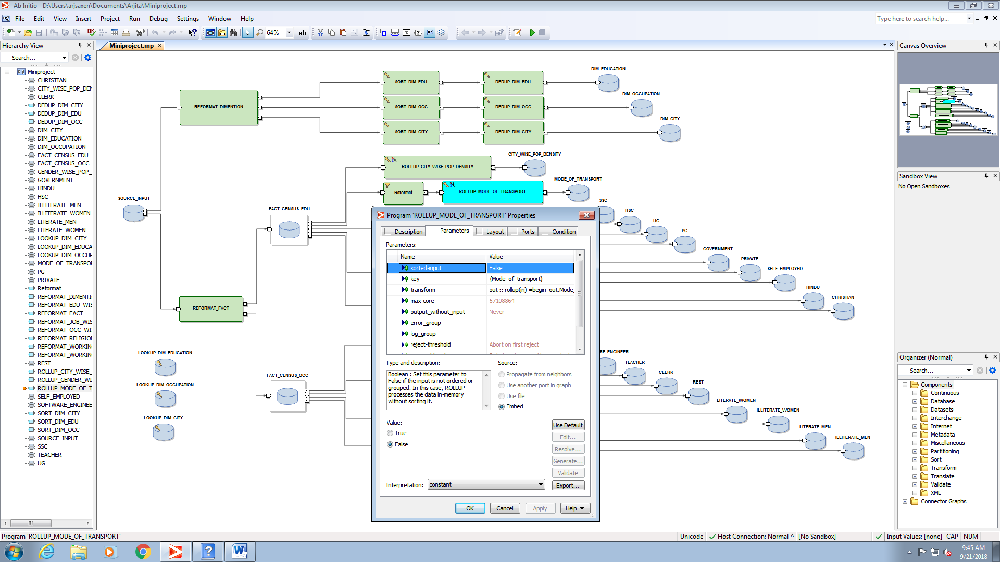 Ab Initio - D:\Users\arjsaxen\Documents\Arjita\Miniproject.mp
File Edit View Insert Project Run Debug Settings Window Help
Type here to search help...
OK 64% ab
Hierarchy View
Search...
Miniproject
CHRISTIAN
CITY_WISE_POP_DEN
CLERK
DEDUP_DIM_CITY
DEDUP_DIM_EDU
DEDUP_DIM_OCC
DIM_CITY
DIM_EDUCATION
DIM_OCCUPATION
FACT_CENSUS_EDU
FACT_CENSUS_OCC
GENDER_WISE_POP_
GOVERNMENT
HINDU
HSC
ILLITERATE_MEN
ILLITERATE_WOMEN
LITERATE_MEN
LITERATE_WOMEN
LOOKUP_DIM_CITY
LOOKUP_DIM_EDUCA
LOOKUP_DIM_OCCUP
MODE_OF_TRANSPOR
PG
PRIVATE
Reformat
REFORMAT_DIMENTI
REFORMAT_EDU_WIS
REFORMAT_FACT
REFORMAT_JOB_WIS
REFORMAT_OCC_WI
REFORMAT_RELIGION
REFORMAT_WORKIN
REFORMAT_WORKIN
REST
ROLLUP_CITY_WISE_
ROLLUP_GENDER_WI
ROLLUP_MODE_OF_T
SELF_EMPLOYED
SOFTWARE_ENGINEE
SORT_DIM_CITY
SORT_DIM_EDU
SORT_DIM_OCC
SOURCE_INPUT
SSC
TEACHER
UG
Miniproject.mp
DIM_EDUCATION
SORT_DIM_EDU DEDUP_DIM_EDU
DIM_OCCUPATION
REFORMAT_DIMENTION SORT_DIM_OCC DEDUP_DIM_OCC
DIM_CITY
SORT_DIM_CITY DEDUP_DIM_CITY
CITY_WISE_POP_DENSITY
ROLLUP_CITY_WISE_POP_DENSITY
MODE_OF_TRANSPORT
Reformat ROLLUP_MODE_OF_TRANSPORT
SOURCE_INPUT
SSC
FACT_CENSUS_EDU
HSC
UG
PG
GOVERNMENT
PRIVATE
SELF_EMPLOYED
HINDU
CHRISTIAN
REFORMAT_FACT
LOOKUP_DIM_EDUCATION
RE_ENGINEER
TEACHER
FACT_CENSUS_OCC
CLERK
LOOKUP_DIM_OCCUPATION
REST
LITERATE_WOMEN
ILLITERATE_WOMEN
LOOKUP_DIM_CITY
LITERATE_MEN
ILLITERATE_MEN
Program 'ROLLUP_MODE_OF_TRANSPORT' Properties
Description Parameters Layout Ports Condition
Parameters:
Name Value
sorted-input False
key {Mode_of_transport}
transform out :: rollup(in) =begin out.Mode_
max-core 67108864
output_without_input Never
error_group
log_group
reject-threshold Abort on first reject
Type and description:
Boolean : Set this parameter to
False if the input is not ordered or
grouped. In this case, ROLLUP
processes the data in-memory
without sorting it.
Source:
Propagate from neighbors
Use another port in graph
Use file
Embed
Value:
True
False
Use Default
Edit...
Resolve...
Generate...
Validate
Export...
Interpretation: constant
OK Cancel Apply Help
Canvas Overview
Sandbox View
No Open Sandboxes
Organizer (Normal)
Search...
Components
Continuous
Database
Datasets
Interchange
Internet
Metadata
Miscellaneous
Partitioning
Sort
Transform
Translate
Validate
XML
Connector Graphs
Program 'ROLLUP_MODE_OF_TRANSPORT'
Unicode Host Connection: Normal ^ [No Sandbox] Input Values: [none] CAP NUM
9:45 AM
9/21/2018